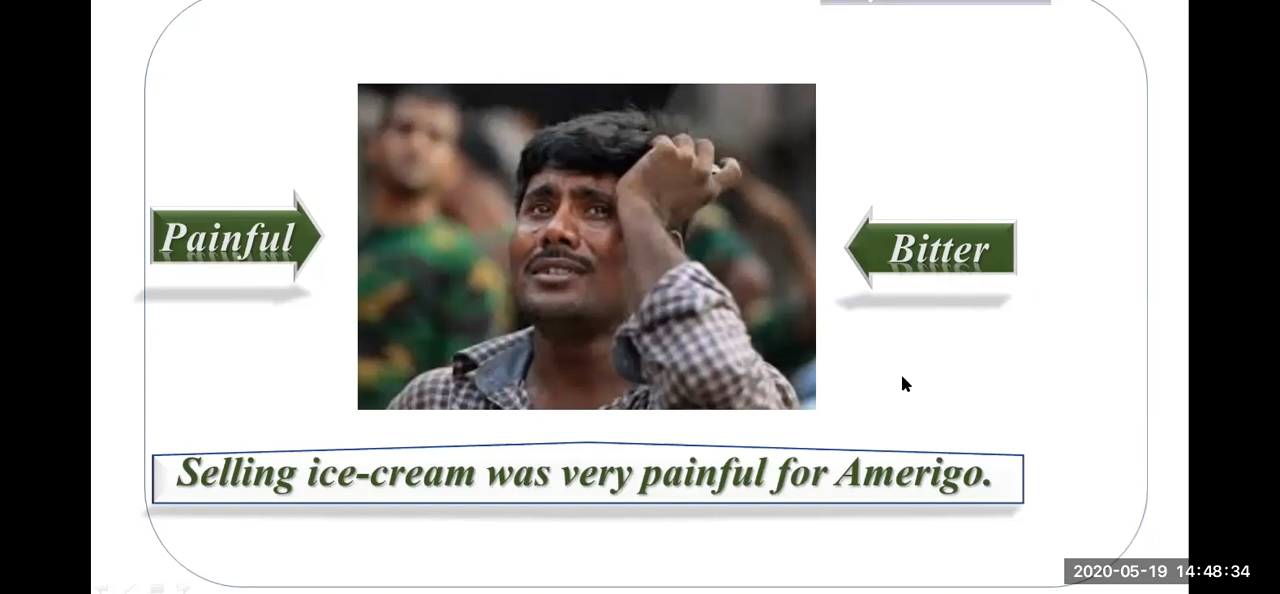 Painful
Bitter
Selling ice-cream was very painful for Amerigo.
2020-05-19 14:48:34